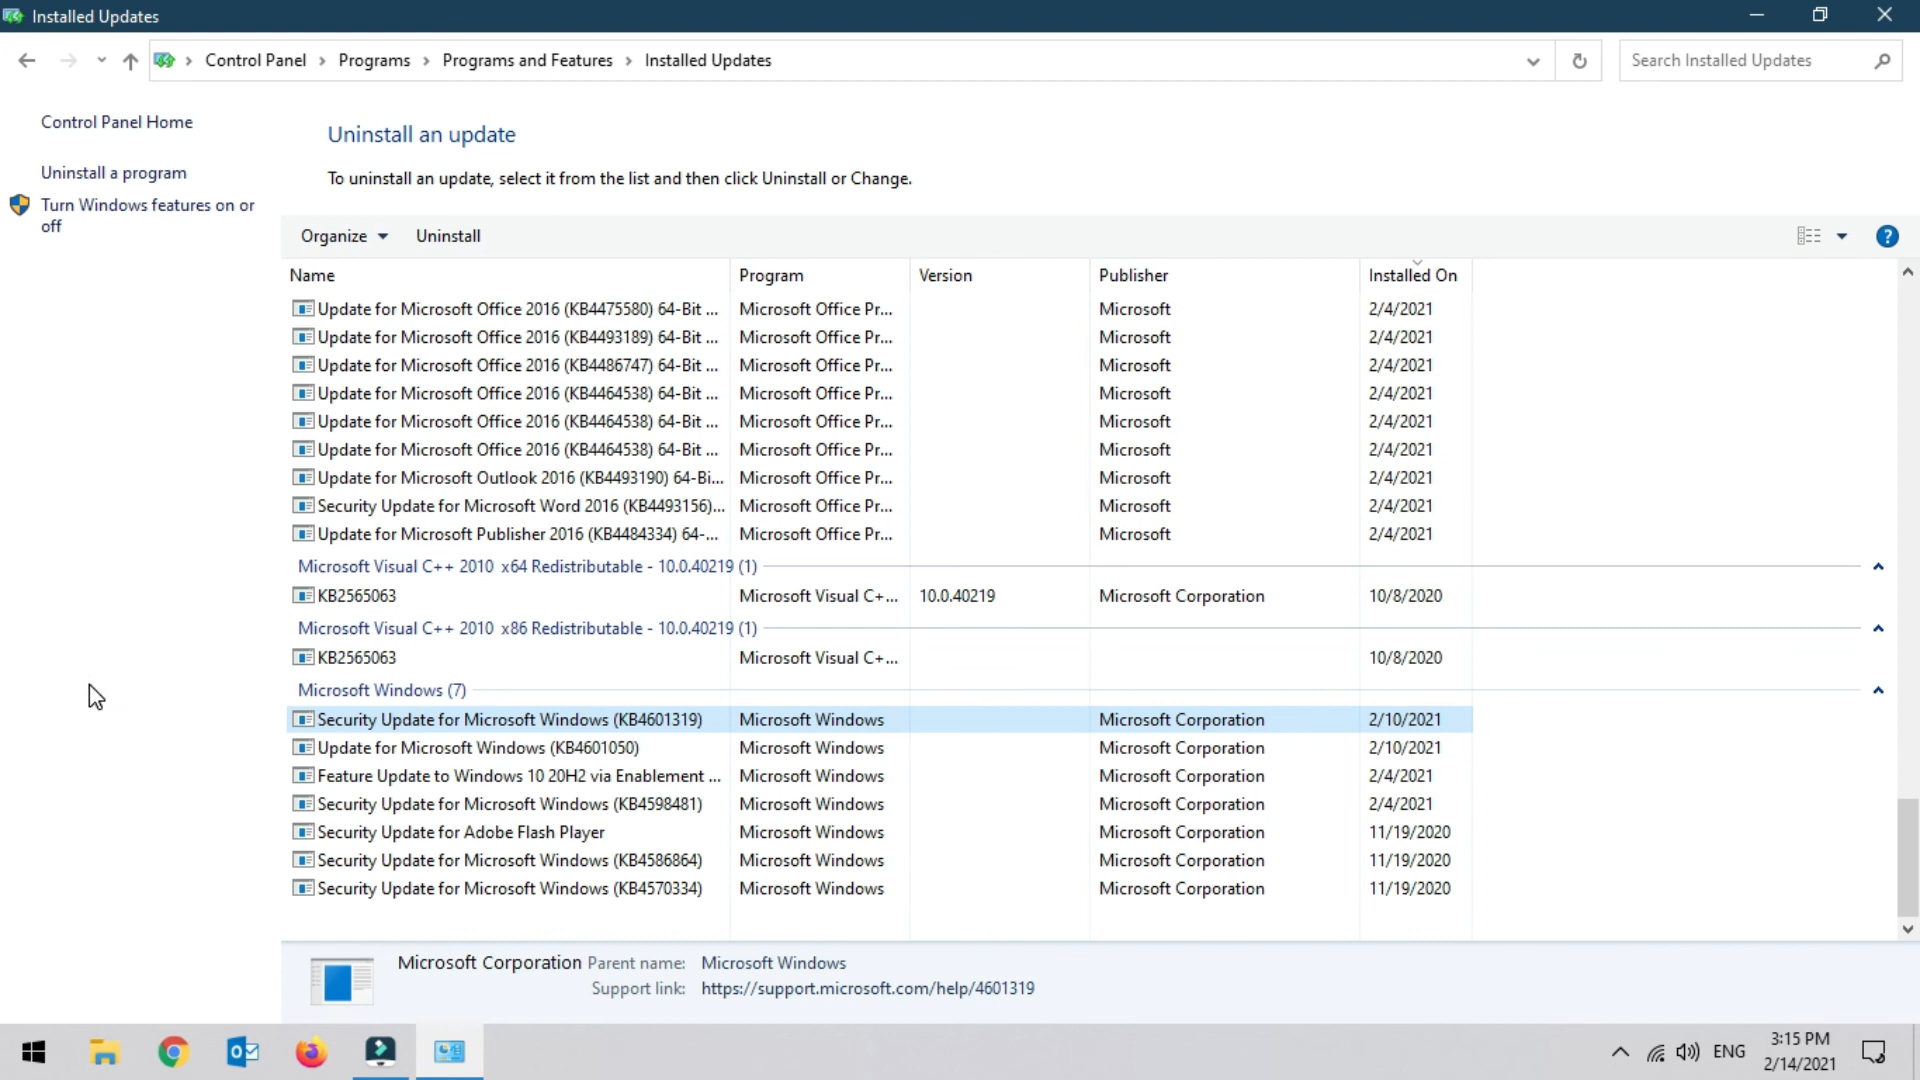 Installed Updates
Control Panel > Programs > Programs and Features > Installed Updates
Search Installed Updates
Control Panel Home
Uninstall a program
Turn Windows features on or
off
Uninstall an update
To uninstall an update, select it from the list and then click Uninstall or Change.
Organize Uninstall
?
Name Program Version Publisher Installed On
Update for Microsoft Office 2016 (KB4475580) 64-Bit ... Microsoft Office Pr... Microsoft 2/4/2021
Update for Microsoft Office 2016 (KB4493189) 64-Bit ... Microsoft Office Pr... Microsoft 2/4/2021
Update for Microsoft Office 2016 (KB4486747) 64-Bit ... Microsoft Office Pr... Microsoft 2/4/2021
Update for Microsoft Office 2016 (KB4464538) 64-Bit ... Microsoft Office Pr... Microsoft 2/4/2021
Update for Microsoft Office 2016 (KB4464538) 64-Bit ... Microsoft Office Pr... Microsoft 2/4/2021
Update for Microsoft Office 2016 (KB4464538) 64-Bit ... Microsoft Office Pr... Microsoft 2/4/2021
Update for Microsoft Outlook 2016 (KB4493190) 64-Bi... Microsoft Office Pr... Microsoft 2/4/2021
Security Update for Microsoft Word 2016 (KB4493156)... Microsoft Office Pr... Microsoft 2/4/2021
Update for Microsoft Publisher 2016 (KB4484334) 64-... Microsoft Office Pr... Microsoft 2/4/2021
Microsoft Visual C++ 2010 x64 Redistributable - 10.0.40219 (1)
KB2565063 Microsoft Visual C+... 10.0.40219 Microsoft Corporation 10/8/2020
Microsoft Visual C++ 2010 x86 Redistributable - 10.0.40219 (1)
KB2565063 Microsoft Visual C+... 10/8/2020
Microsoft Windows (7)
Security Update for Microsoft Windows (KB4601319) Microsoft Windows Microsoft Corporation 2/10/2021
Update for Microsoft Windows (KB4601050) Microsoft Windows Microsoft Corporation 2/10/2021
Feature Update to Windows 10 20H2 via Enablement ... Microsoft Windows Microsoft Corporation 2/4/2021
Security Update for Microsoft Windows (KB4598481) Microsoft Windows Microsoft Corporation 2/4/2021
Security Update for Adobe Flash Player Microsoft Windows Microsoft Corporation 11/19/2020
Security Update for Microsoft Windows (KB4586864) Microsoft Windows Microsoft Corporation 11/19/2020
Security Update for Microsoft Windows (KB4570334) Microsoft Windows Microsoft Corporation 11/19/2020
Microsoft Corporation Parent name: Microsoft Windows
Support link: https://support.microsoft.com/help/4601319
ENG
3:15 PM
2/14/2021